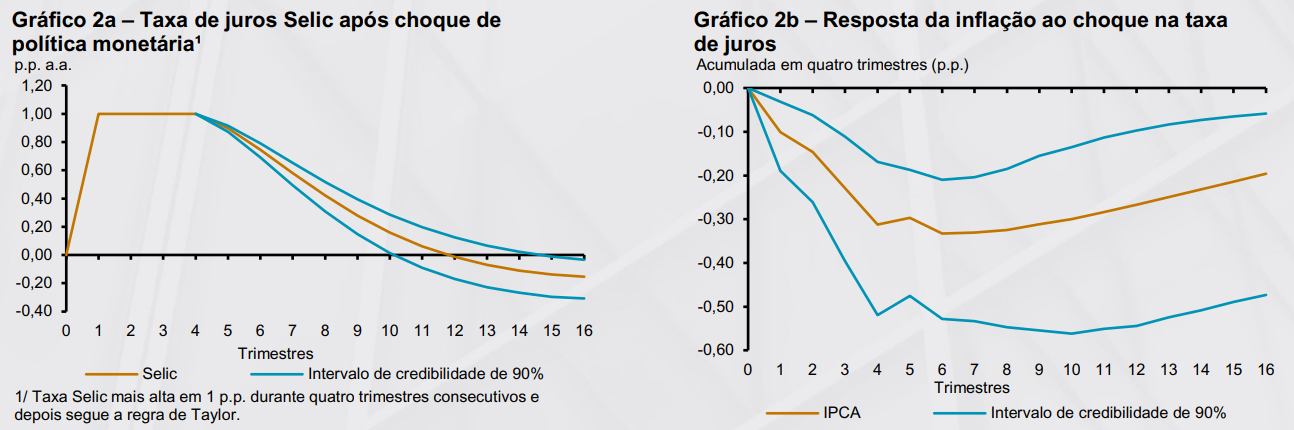 Gráfico 2a – Taxa de juros Selic após choque de
política monetária¹
p.p. a.a.
1,20
1,00
0,80
0,60
0,40
0,20
0,00
-0,20
-0,40
0 1 2 3 4 5 6 7 8 9 10 11 12 13 14 15 16
Trimestres
Selic Intervalo de credibilidade de 90%
1/ Taxa Selic mais alta em 1 p.p. durante quatro trimestres consecutivos e
depois segue a regra de Taylor.
Gráfico 2b – Resposta da inflação ao choque na taxa
de juros
Acumulada em quatro trimestres (p.p.)
0,00
-0,10
-0,20
-0,30
-0,40
-0,50
-0,60
0 1 2 3 4 5 6 7 8 9 10 11 12 13 14 15 16
Trimestres
IPCA Intervalo de credibilidade de 90%